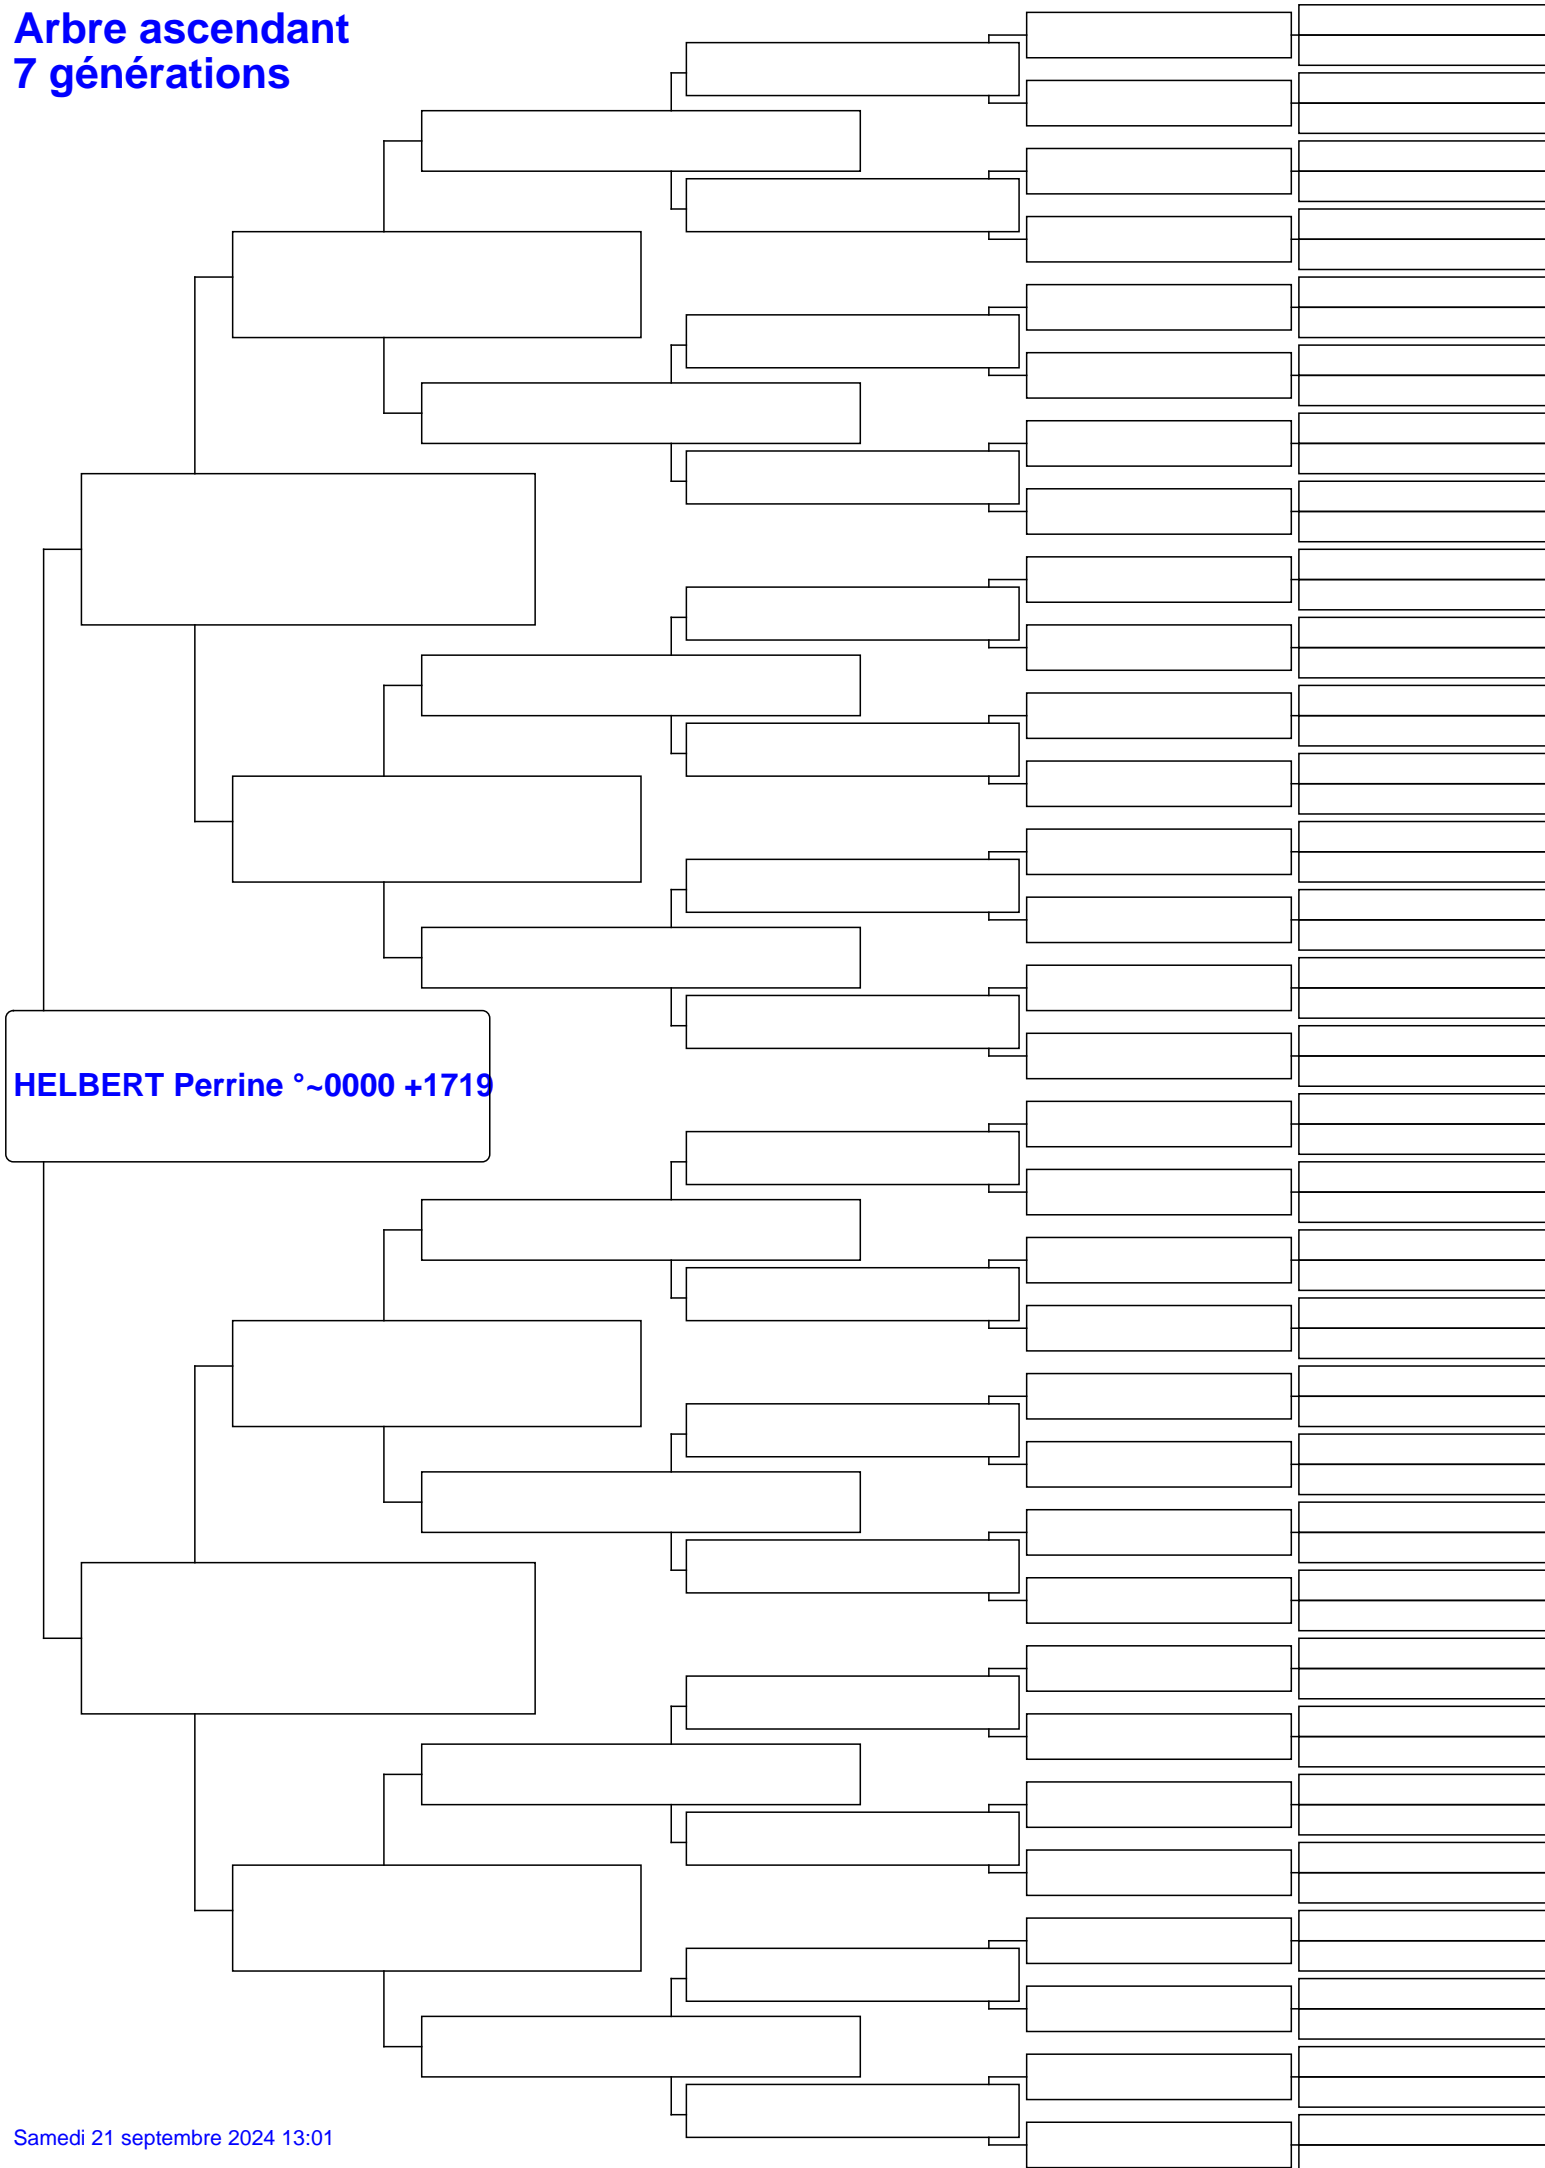 Arbre ascendant
7 générations
HELBERT Perrine °~0000 +1719
Samedi 21 septembre 2024 13:01